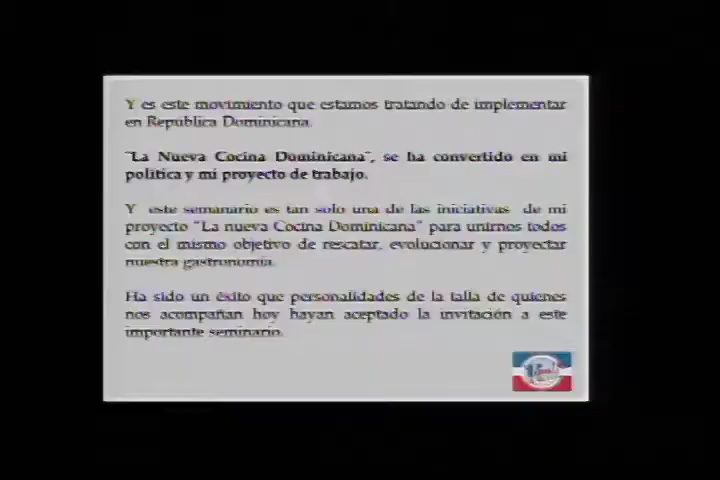 Y es este movimiento que estamos tratando de implementar
en República Dominicana.
"La Nueva Cocina Dominicana", se ha convertido en mi
política y mi proyecto de trabajo.
Y este semanario es tan solo una de las iniciativas de mi
proyecto "La nueva Cocina Dominicana" para unirnos todos
con el mismo objetivo de rescatar, evolucionar y proyectar
nuestra gastronomía.
Ha sido un éxito que personalidades de la talla de quienes
nos acompañan hoy hayan aceptado la invitación a este
importante seminario.